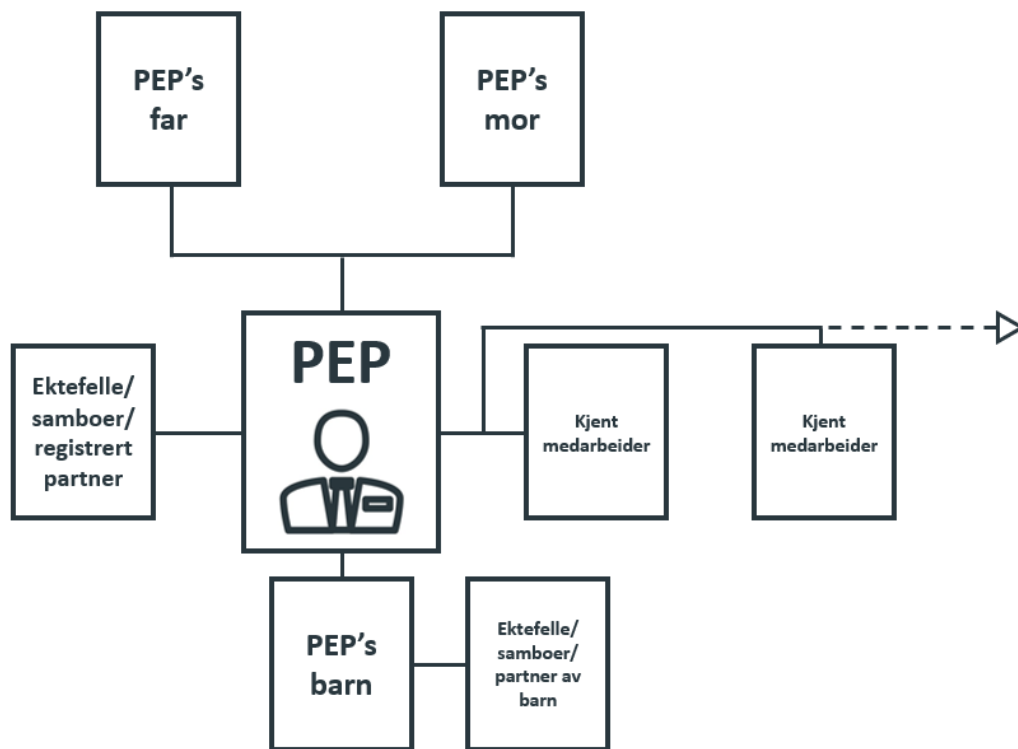 PEP’s
far
PEP’s
mor
Ektefelle/
samboer/
registrert
partner
PEP
Kjent
medarbeider
Kjent
medarbeider
PEP’s
barn
Ektefelle/
samboer/
partner av
barn